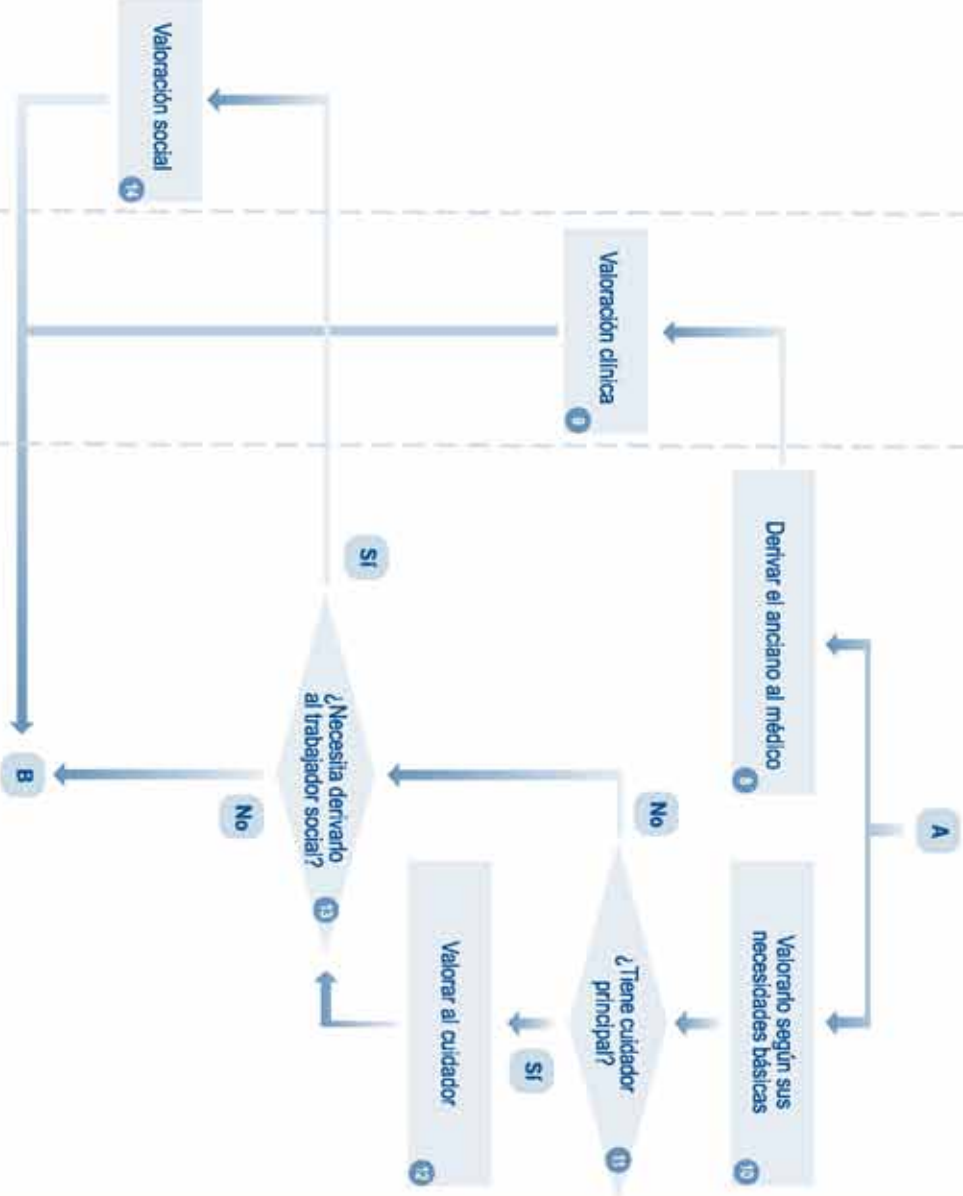 A
Derivar el anciano al médico
8
Valorarlo según sus
necesidades básicas
10
Valoración clínica
9
¿Tiene cuidador
principal?
11
No
Sí
Valorar al cuidador
12
¿Necesita derivarlo
al trabajador social?
13
Sí
No
Valoración social
14
B